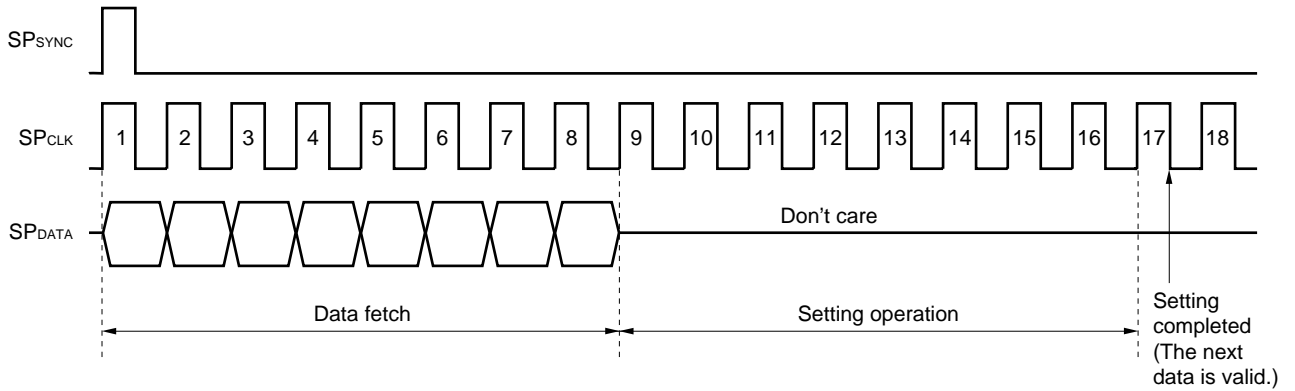 SPSYNC
SPCLK 1 2 3 4 5 6 7 8 9 10 11 12 13 14 15 16 17 18
SPDATA
Don't care
Data fetch
Setting operation
Setting
completed
(The next
data is valid.)